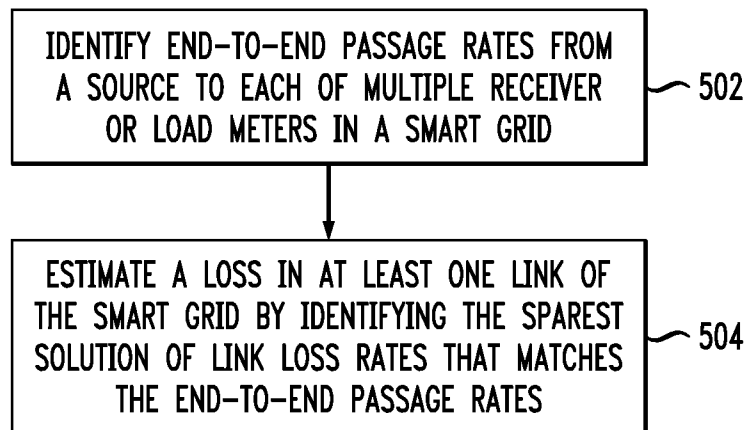 IDENTIFY END-TO-END PASSAGE RATES FROM
A SOURCE TO EACH OF MULTIPLE RECEIVER
OR LOAD METERS IN A SMART GRID
502
ESTIMATE A LOSS IN AT LEAST ONE LINK OF
THE SMART GRID BY IDENTIFYING THE SPAREST
SOLUTION OF LINK LOSS RATES THAT MATCHES
THE END-TO-END PASSAGE RATES
504